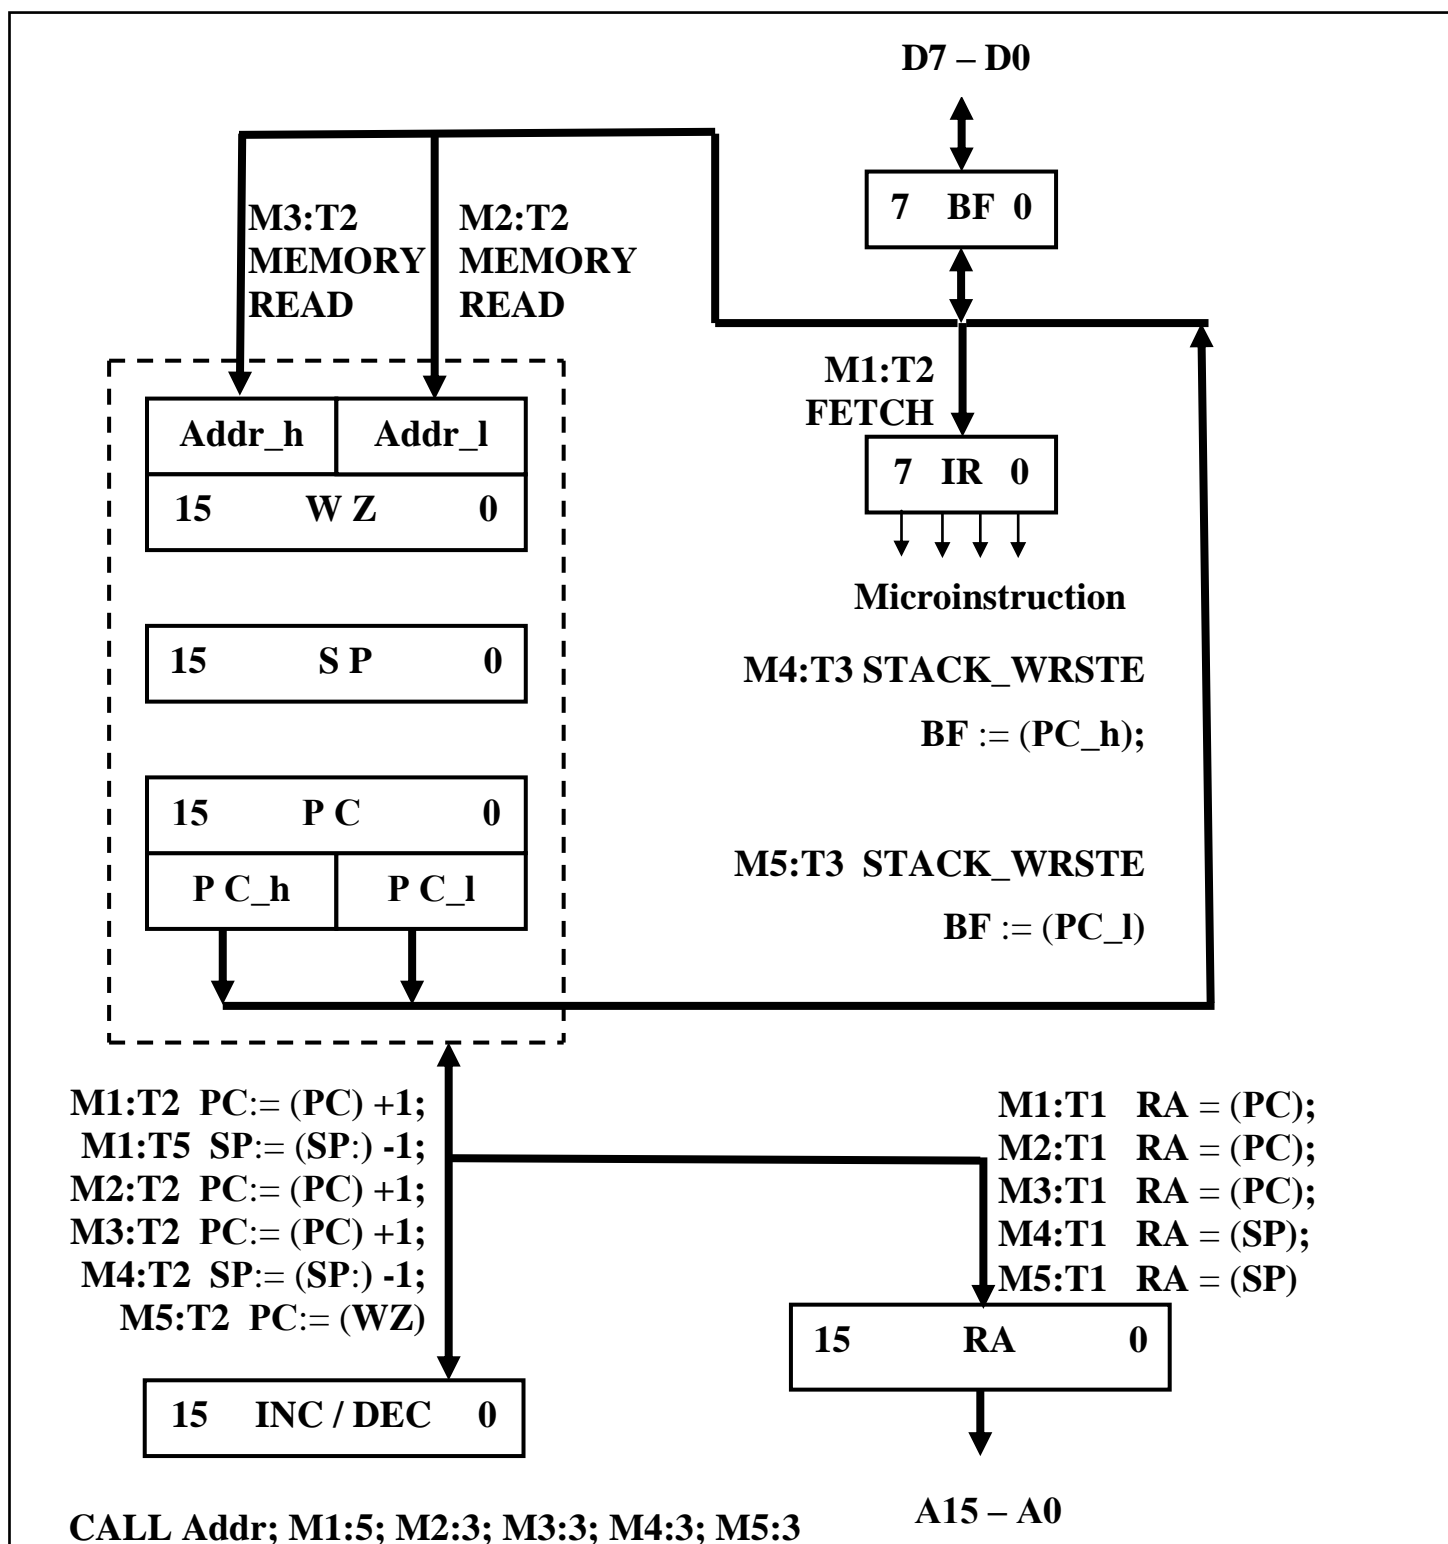 D7 – D0
7 BF 0
M3:T2
MEMORY
READ
M2:T2
MEMORY
READ
M1:T2
FETCH
Addr_h
Addr_l
15 W Z 0
7 IR 0
Microinstruction
15 S P 0
M4:T3 STACK_WRSTE
BF := (PC_h);
15 P C 0
P C_h
P C_l
M5:T3 STACK_WRSTE
BF := (PC_l)
M1:T2 PC:= (PC) +1;
M1:T5 SP:= (SP:) -1;
M2:T2 PC:= (PC) +1;
M3:T2 PC:= (PC) +1;
M4:T2 SP:= (SP:) -1;
M5:T2 PC:= (WZ)
M1:T1 RA = (PC);
M2:T1 RA = (PC);
M3:T1 RA = (PC);
M4:T1 RA = (SP);
M5:T1 RA = (SP)
15 RA 0
15 INC / DEC 0
A15 – A0
CALL Addr; M1:5; M2:3; M3:3; M4:3; M5:3